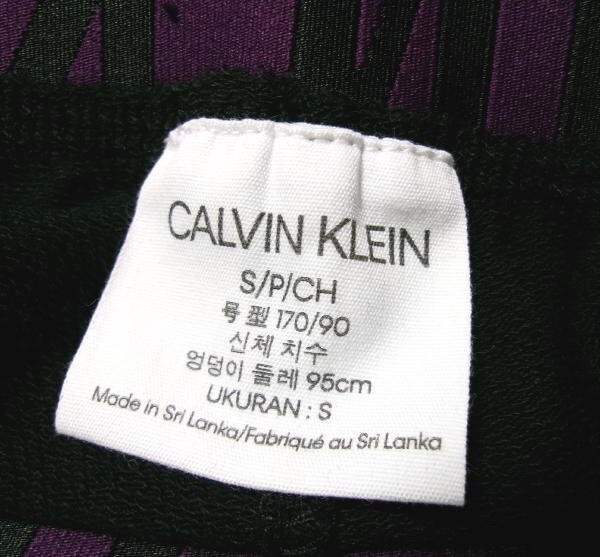 CALVIN KLEIN
S/P/CH
号型 170/90
신체 치수
엉덩이 둘레 95cm
UKURAN : S
Made in Sri Lanka/Fabriqué au Sri Lanka